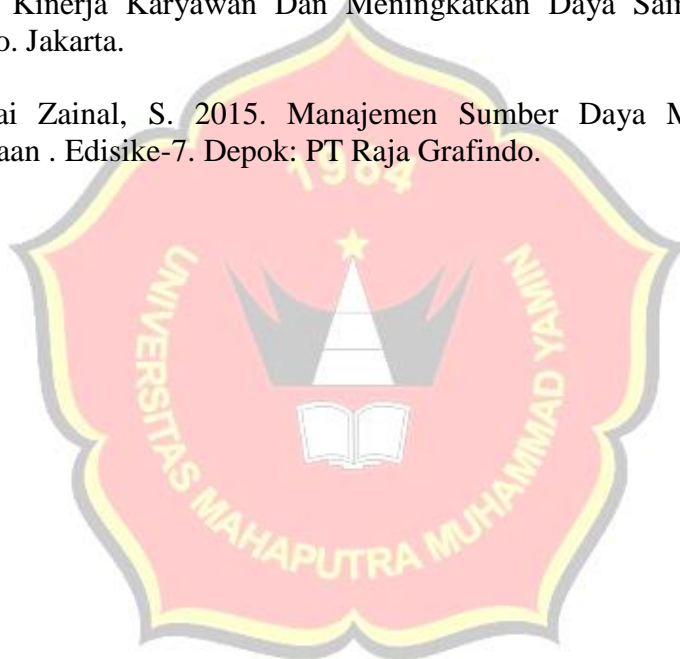 Kinerja Karyawan Dan Meningkatkan Daya
o. Jakarta.
ai Zainal, S. 2015. Manajemen Sumber Daya
aan . Edisike-7. Depok: PT Raja Grafindo.
1984
UNIVERSITAS MAHAPUTRA MUHAMMAD YAMIN